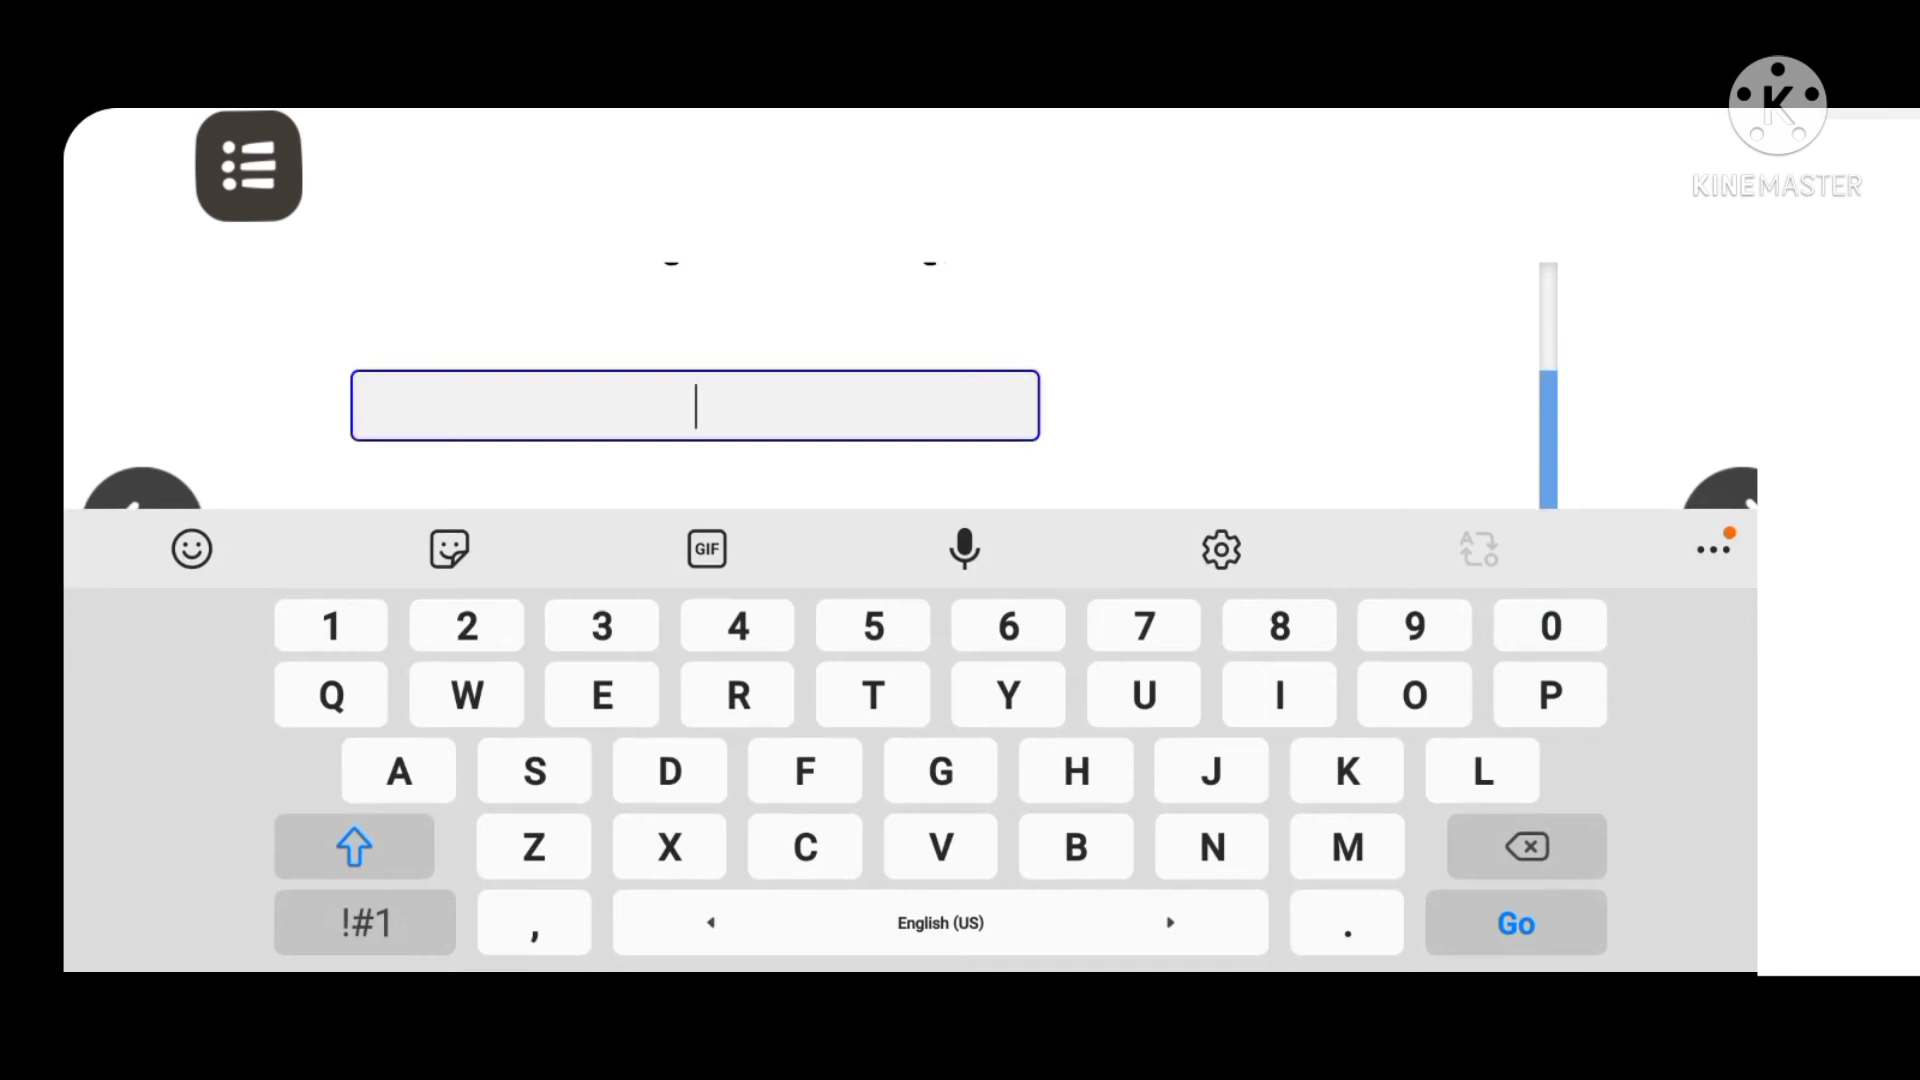 K
KINEMASTER
GIF
A
1 2 3 4 5 6 7 8 9 0
Q W E R T Y U I O P
A S D F G H J K L
Z X C V B N M
!#1 , English (US) . Go